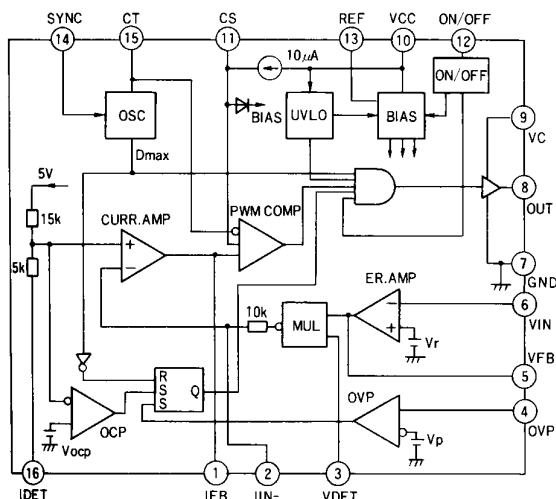 SYNC CT CS REF VCC ON/OFF
14 15 11 13 10 12
10μA
ON/OFF
OSC BIAS UVLO BIAS
9
VC
Dmax
5V
8
OUT
15k CURR.AMP PWM COMP
+
−
7
GND
5k
ER.AMP
6
VIN
10k MUL
−
+
Vr
VFB
5
R
S
S
Q
OVP
4
OVP
OCP
Vocp
Vp
16 1 2 3
IDET IFB IIN− VDET